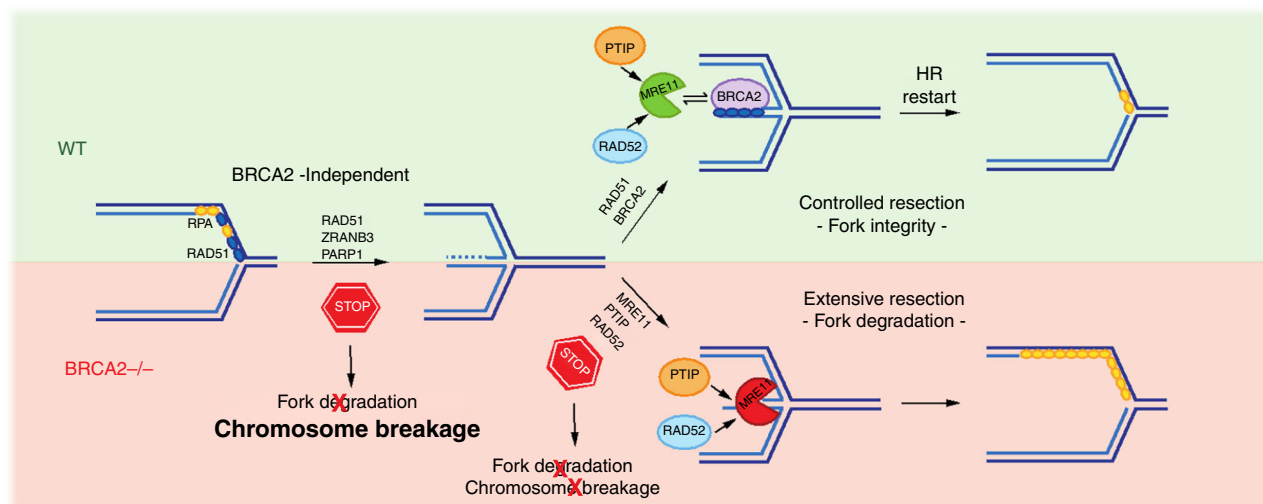 WT
BRCA2 -Independent
RPA
RAD51
RAD51
ZRANB3
PARP1
STOP
BRCA2–/–
Fork degradation
X
Chromosome breakage
PTIP
MRE11
RAD52
BRCA2
RAD51
BRCA2
HR
restart
Controlled resection
- Fork integrity -
MRE11
PTIP
RAD52
STOP
Fork degradation
X
Chromosome breakage
X
PTIP
MRE11
RAD52
Extensive resection
- Fork degradation -